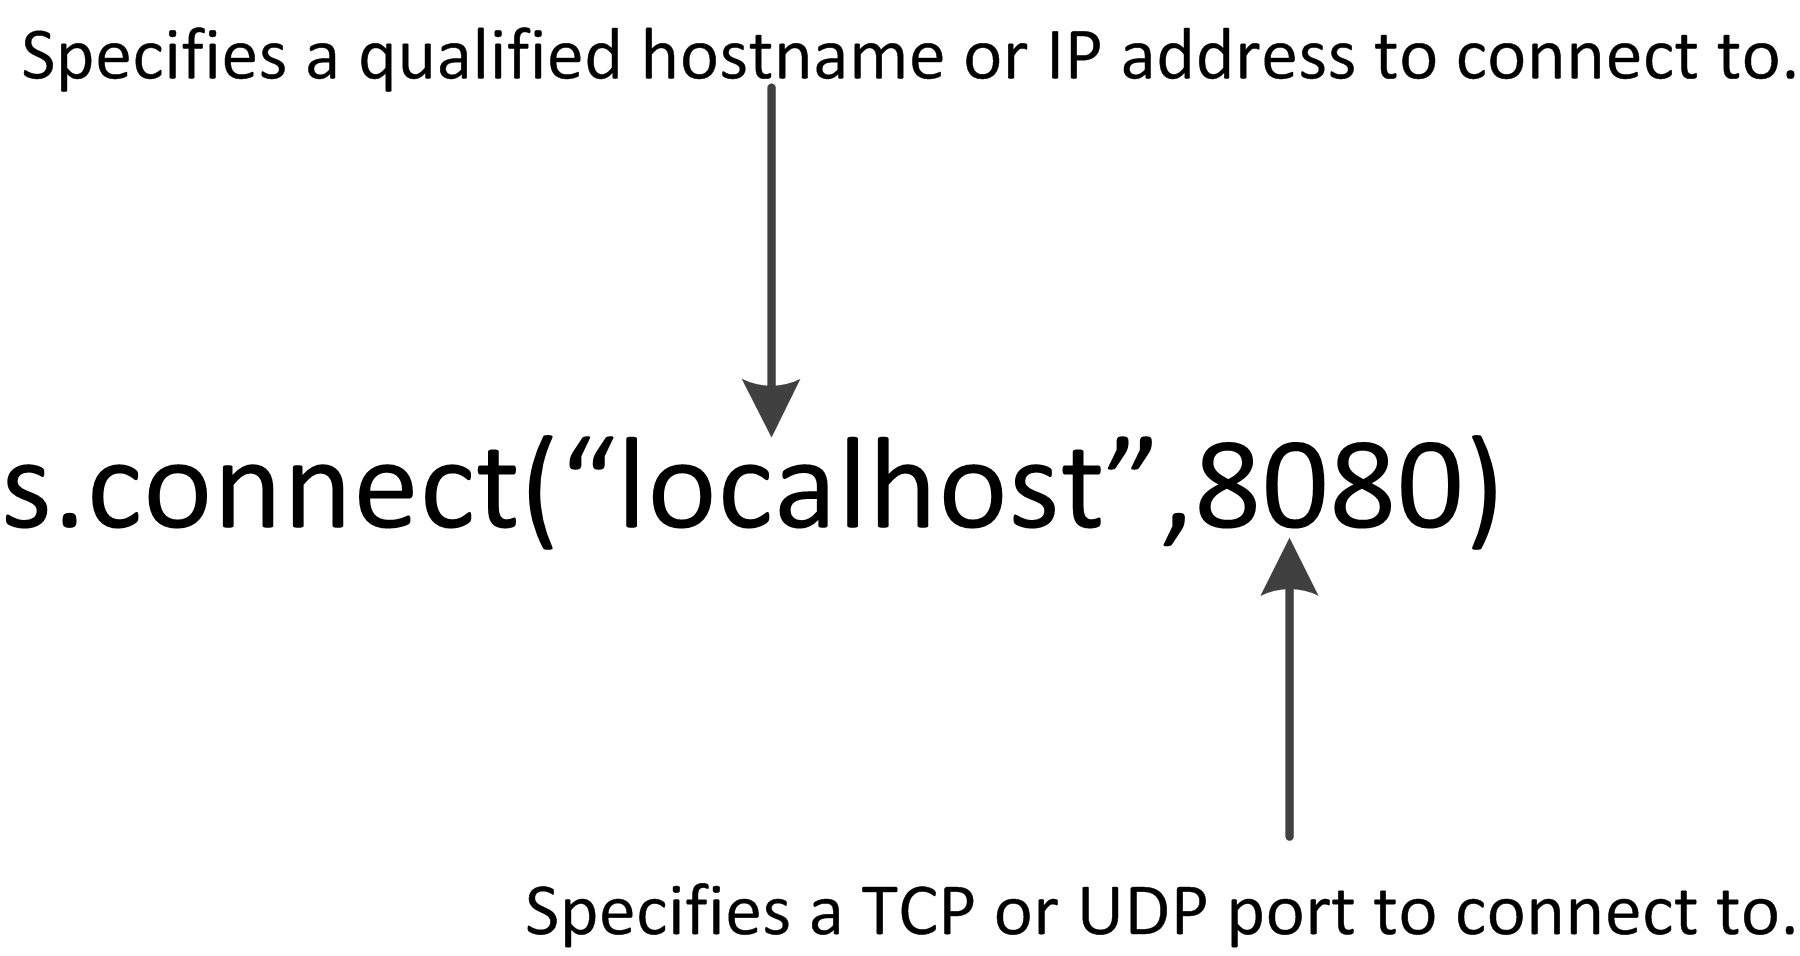 Specifies a qualified hostname or IP address to connect to.
s.connect(“localhost”,8080)
Specifies a TCP or UDP port to connect to.